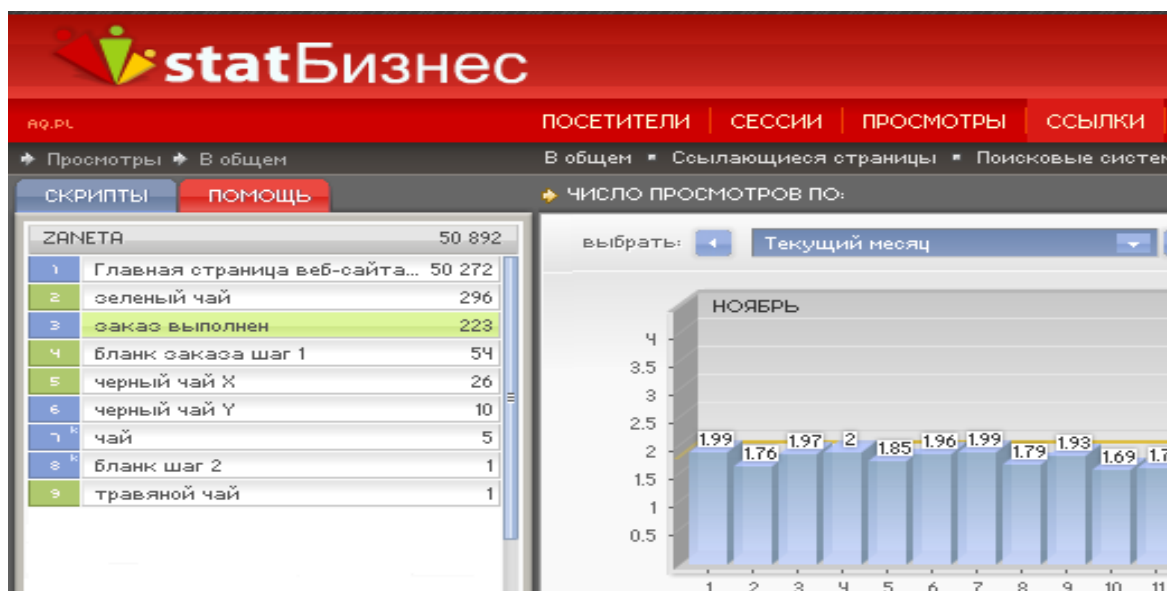 statБизнес
AQ.PL
ПОСЕТИТЕЛИ СЕССИИ ПРОСМОТРЫ ССЫЛКИ
Просмотры В общем
В общем Ссылающиеся страницы Поисковые систем
СКРИПТЫ ПОМОЩЬ
ЧИСЛО ПРОСМОТРОВ ПО:
ZANETA 50 892
1 Главная страница веб-сайта... 50 272
2 зеленый чай 296
3 заказ выполнен 223
4 бланк заказа шаг 1 54
5 черный чай X 26
6 черный чай Y 10
7 k чай 5
8 k бланк шаг 2 1
9 травяной чай 1
выбрать: Текущий месяц
НОЯБРЬ
4
3.5
3
2.5
2
1.5
1
0.5
1.99 1.76 1.97 2 1.85 1.96 1.99 1.79 1.93 1.69 1.7
1 2 3 4 5 6 7 8 9 10 11